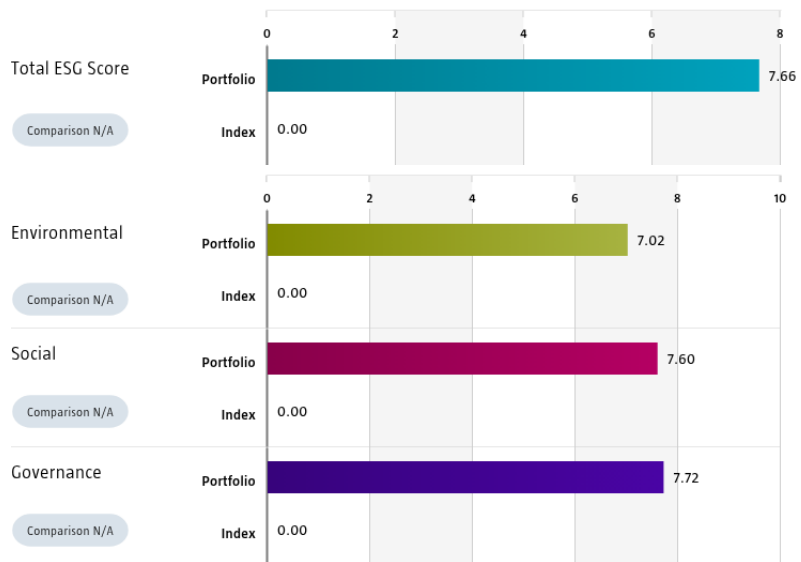 0 2 4 6 8
Total ESG Score
Portfolio 7.66
Comparison N/A
Index 0.00
0 2 4 6 8 10
Environmental
Portfolio 7.02
Comparison N/A
Index 0.00
Social
Portfolio 7.60
Comparison N/A
Index 0.00
Governance
Portfolio 7.72
Comparison N/A
Index 0.00